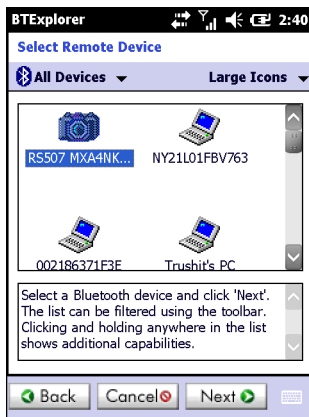 BTExplorer 2:40
Select Remote Device
All Devices Large Icons
RS507 MXA4NK... NY21L01FBV763
002186371F3E Trushit's PC
Select a Bluetooth device and click 'Next'.
The list can be filtered using the toolbar.
Clicking and holding anywhere in the list
shows additional capabilities.
Back Cancel Next